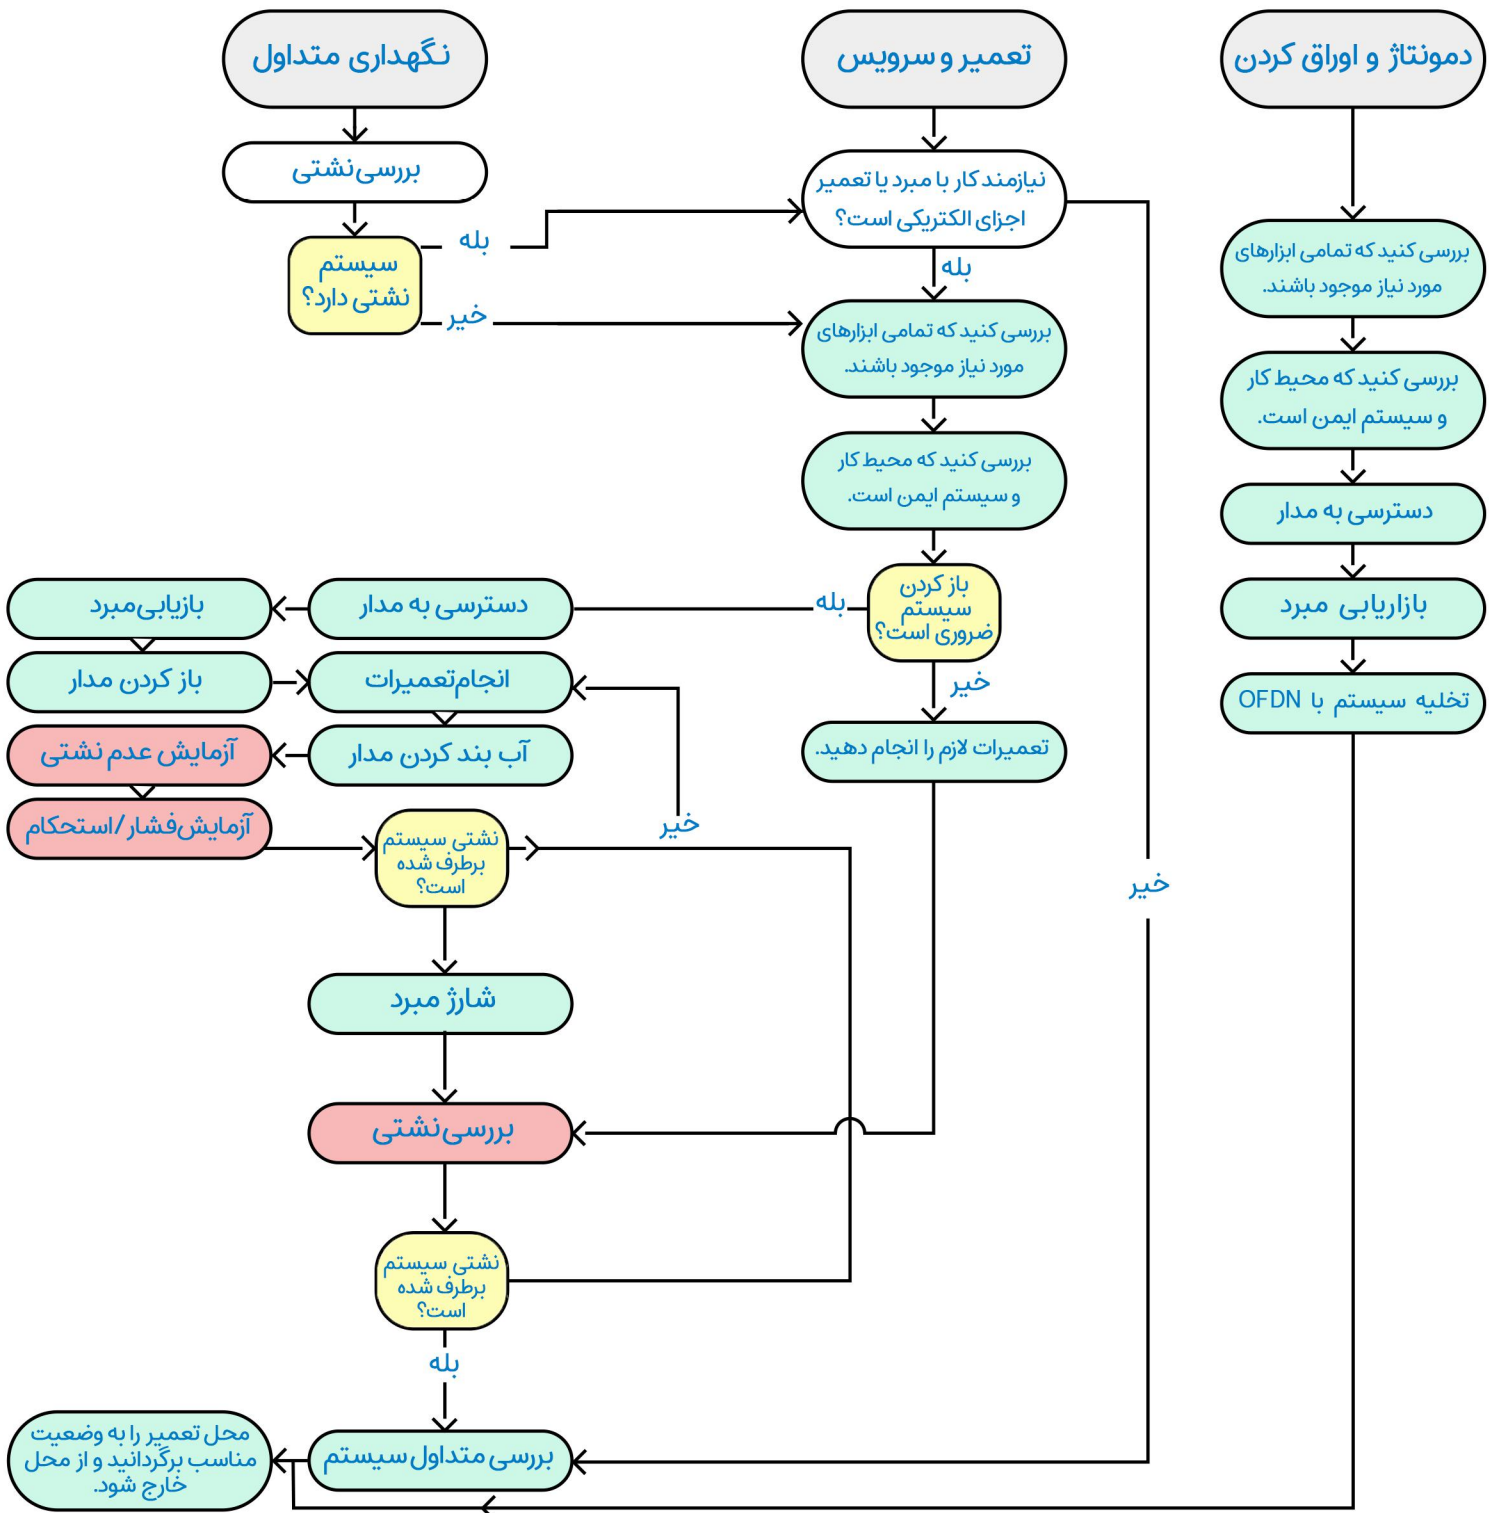 نگهداری متداول
بررسی نشتی
سیستم
نشتی دارد؟
بله
خیر
تعمیر و سرویس
نیازمند کار با مبرد یا تعمیر
اجزای الکتریکی است؟
بله
بررسی کنید که تمامی ابزارهای
مورد نیاز موجود باشند.
بررسی کنید که محیط کار
و سیستم ایمن است.
باز کردن
سیستم
ضروری است؟
بله
خیر
تعمیرات لازم را انجام دهید.
دمونتاژ و اوراق کردن
بررسی کنید که تمامی ابزارهای
مورد نیاز موجود باشند.
بررسی کنید که محیط کار
و سیستم ایمن است.
دسترسی به مدار
بازاریابی مبرد
تخلیه سیستم با OFDN
دسترسی به مدار
بازیابی مبرد
باز کردن مدار
انجام تعمیرات
آب بند کردن مدار
آزمایش عدم نشتی
آزمایش فشار/استحکام
نشتی سیستم
برطرف شده
است؟
خیر
خیر
شارژ مبرد
بررسی نشتی
نشتی سیستم
برطرف شده
است؟
بله
بررسی متداول سیستم
محل تعمیر را به وضعیت
مناسب برگردانید و از محل
خارج شود.